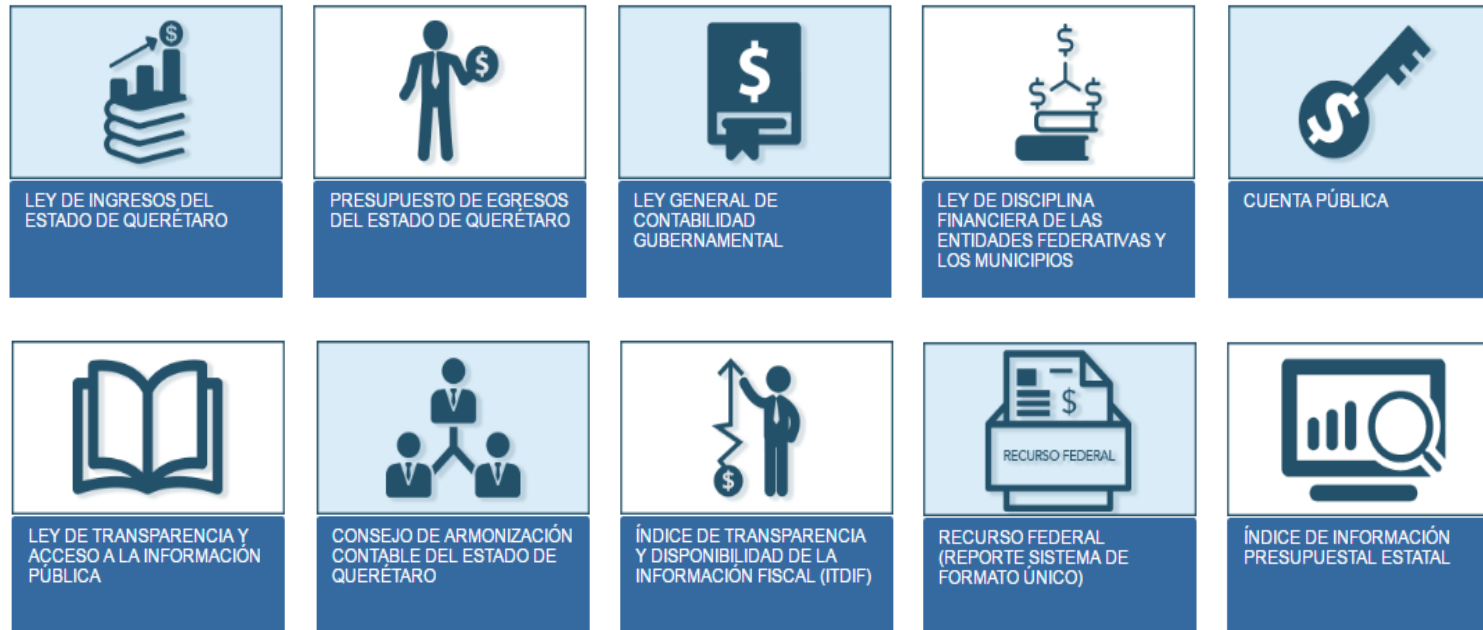 LEY DE INGRESOS DEL
ESTADO DE QUERÉTARO
PRESUPUESTO DE EGRESOS
DEL ESTADO DE QUERÉTARO
LEY GENERAL DE
CONTABILIDAD
GUBERNAMENTAL
LEY DE DISCIPLINA
FINANCIERA DE LAS
ENTIDADES FEDERATIVAS Y
LOS MUNICIPIOS
CUENTA PÚBLICA
LEY DE TRANSPARENCIA Y
ACCESO A LA INFORMACIÓN
PÚBLICA
CONSEJO DE ARMONIZACIÓN
CONTABLE DEL ESTADO DE
QUERÉTARO
ÍNDICE DE TRANSPARENCIA
Y DISPONIBILIDAD DE LA
INFORMACIÓN FISCAL (ITDIF)
RECURSO FEDERAL
RECURSO FEDERAL
(REPORTE SISTEMA DE
FORMATO ÚNICO)
ÍNDICE DE INFORMACIÓN
PRESUPUESTAL ESTATAL